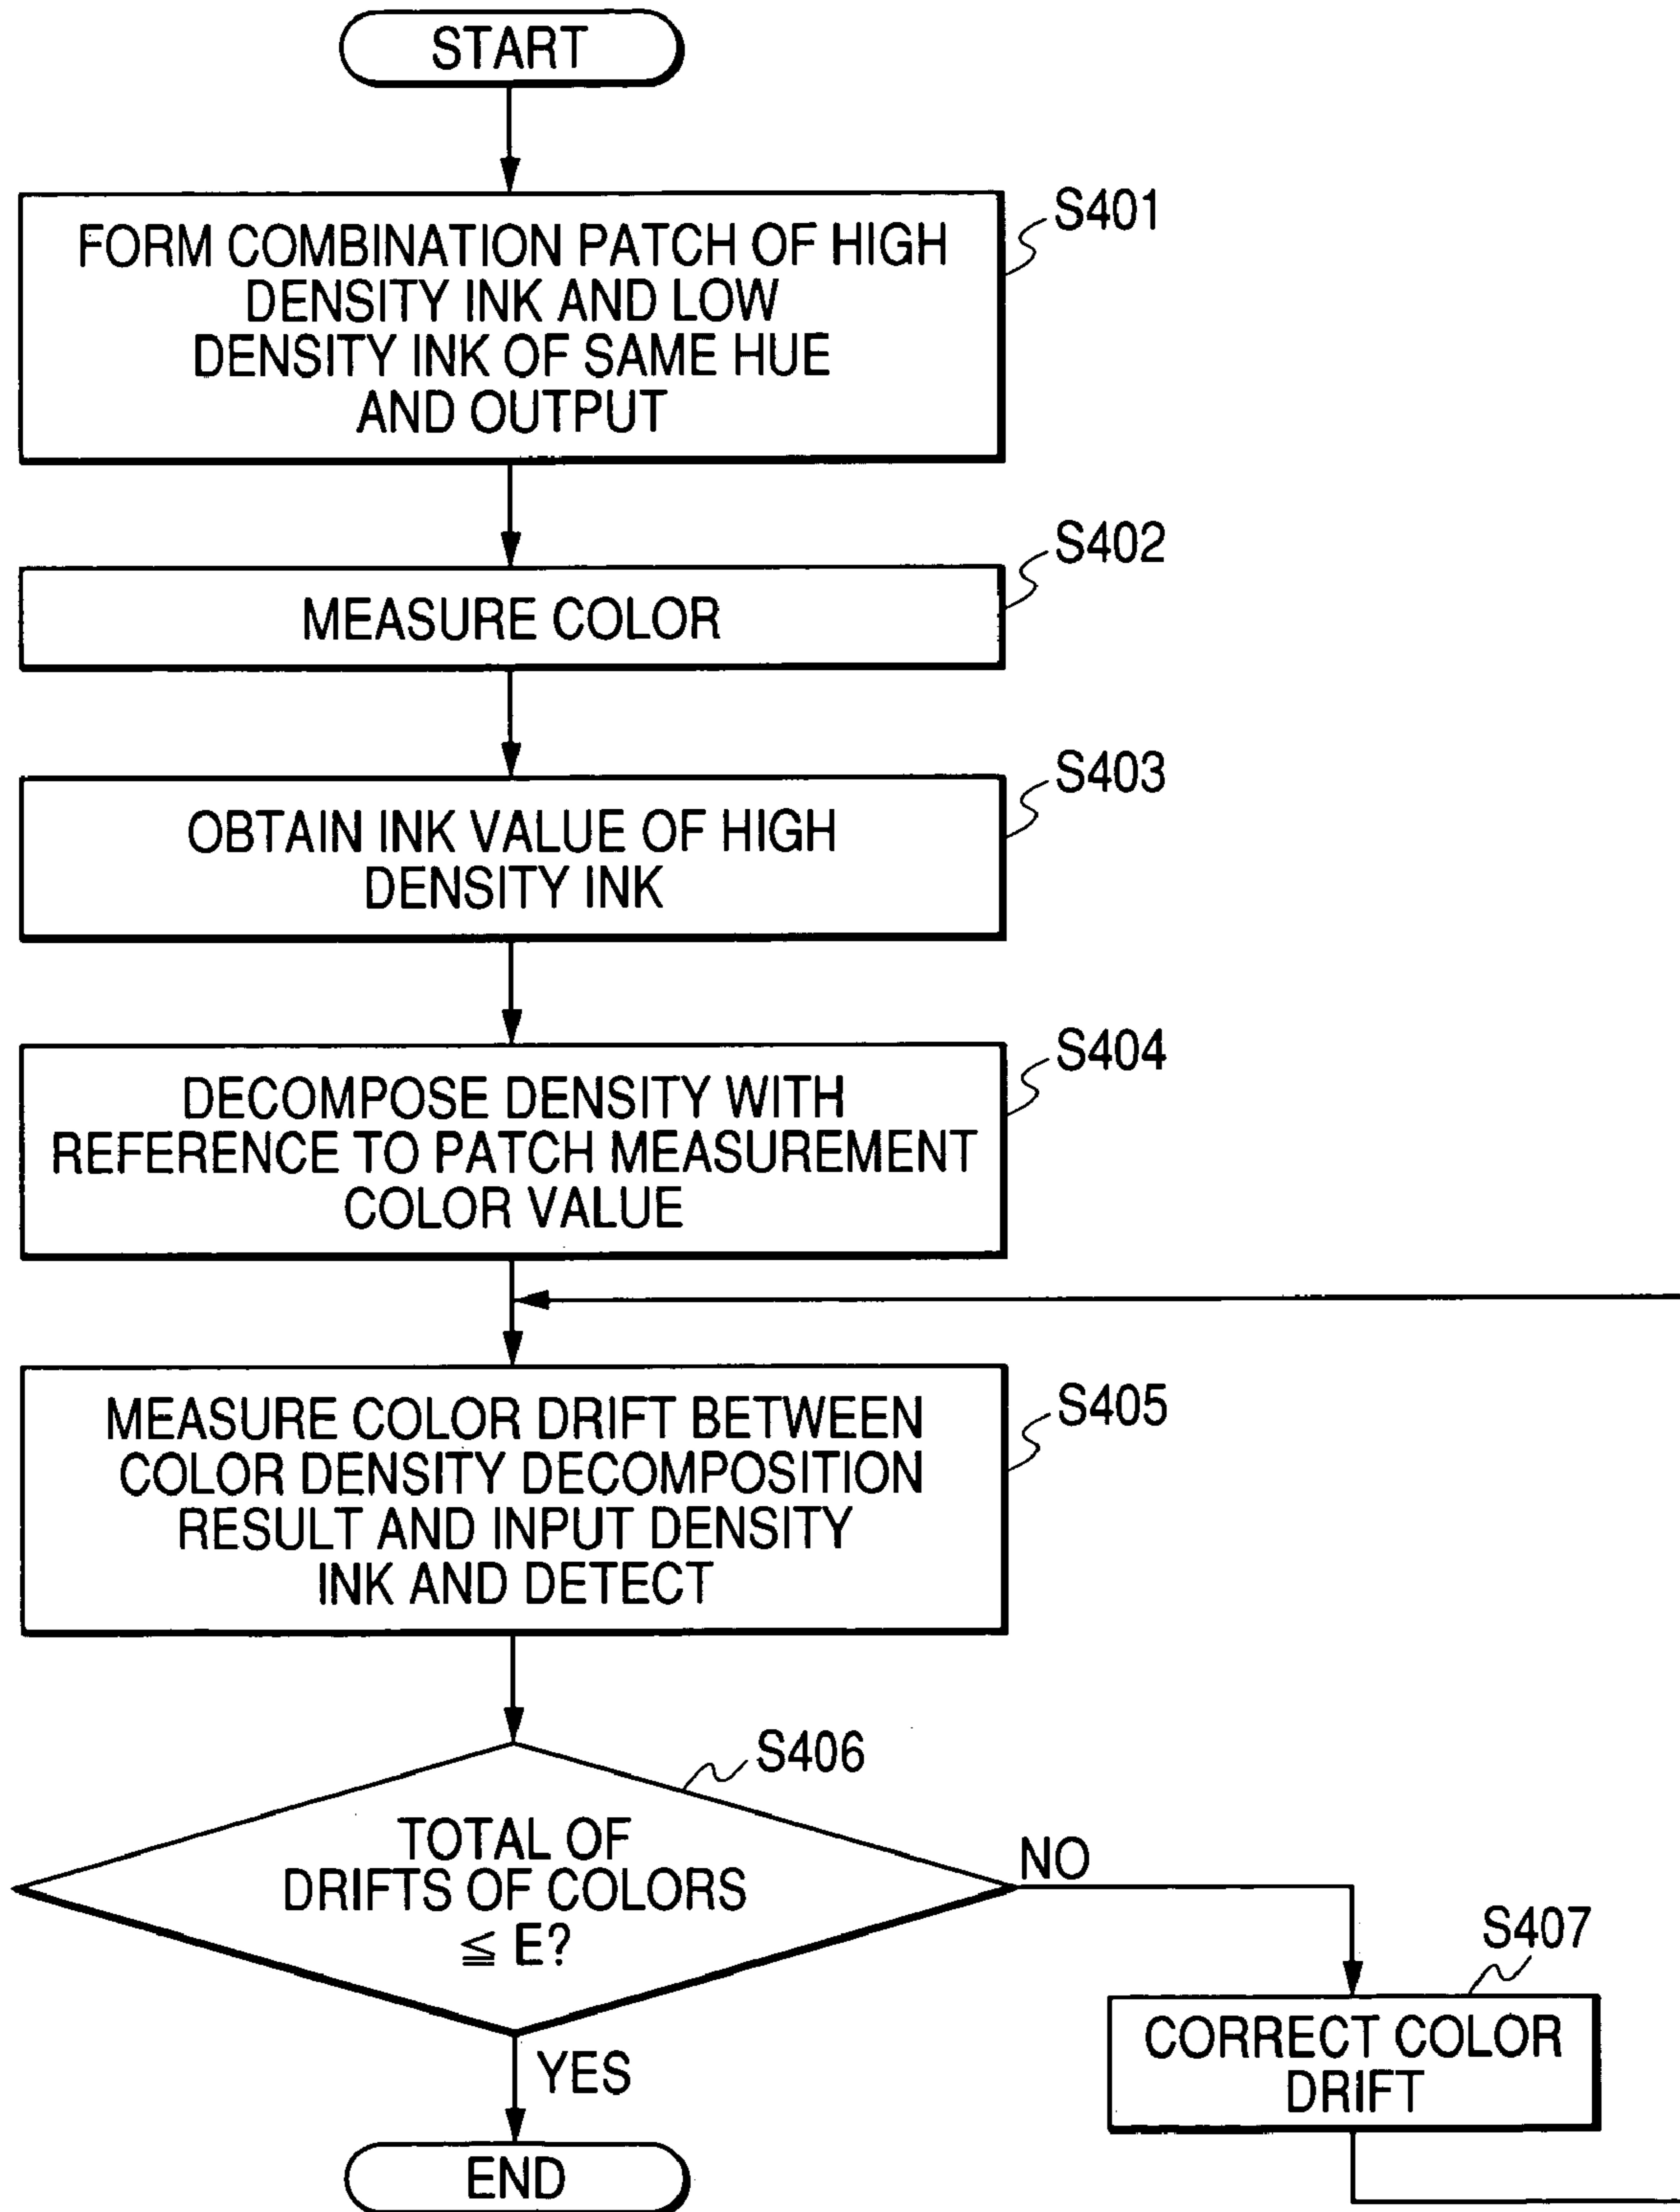 START
FORM COMBINATION PATCH OF HIGH
DENSITY INK AND LOW
DENSITY INK OF SAME HUE
AND OUTPUT
S401
MEASURE COLOR
S402
OBTAIN INK VALUE OF HIGH
DENSITY INK
S403
DECOMPOSE DENSITY WITH
REFERENCE TO PATCH MEASUREMENT
COLOR VALUE
S404
MEASURE COLOR DRIFT BETWEEN
COLOR DENSITY DECOMPOSITION
RESULT AND INPUT DENSITY
INK AND DETECT
S405
TOTAL OF
DRIFTS OF COLORS
≦ E?
S406
NO
S407
CORRECT COLOR
DRIFT
YES
END